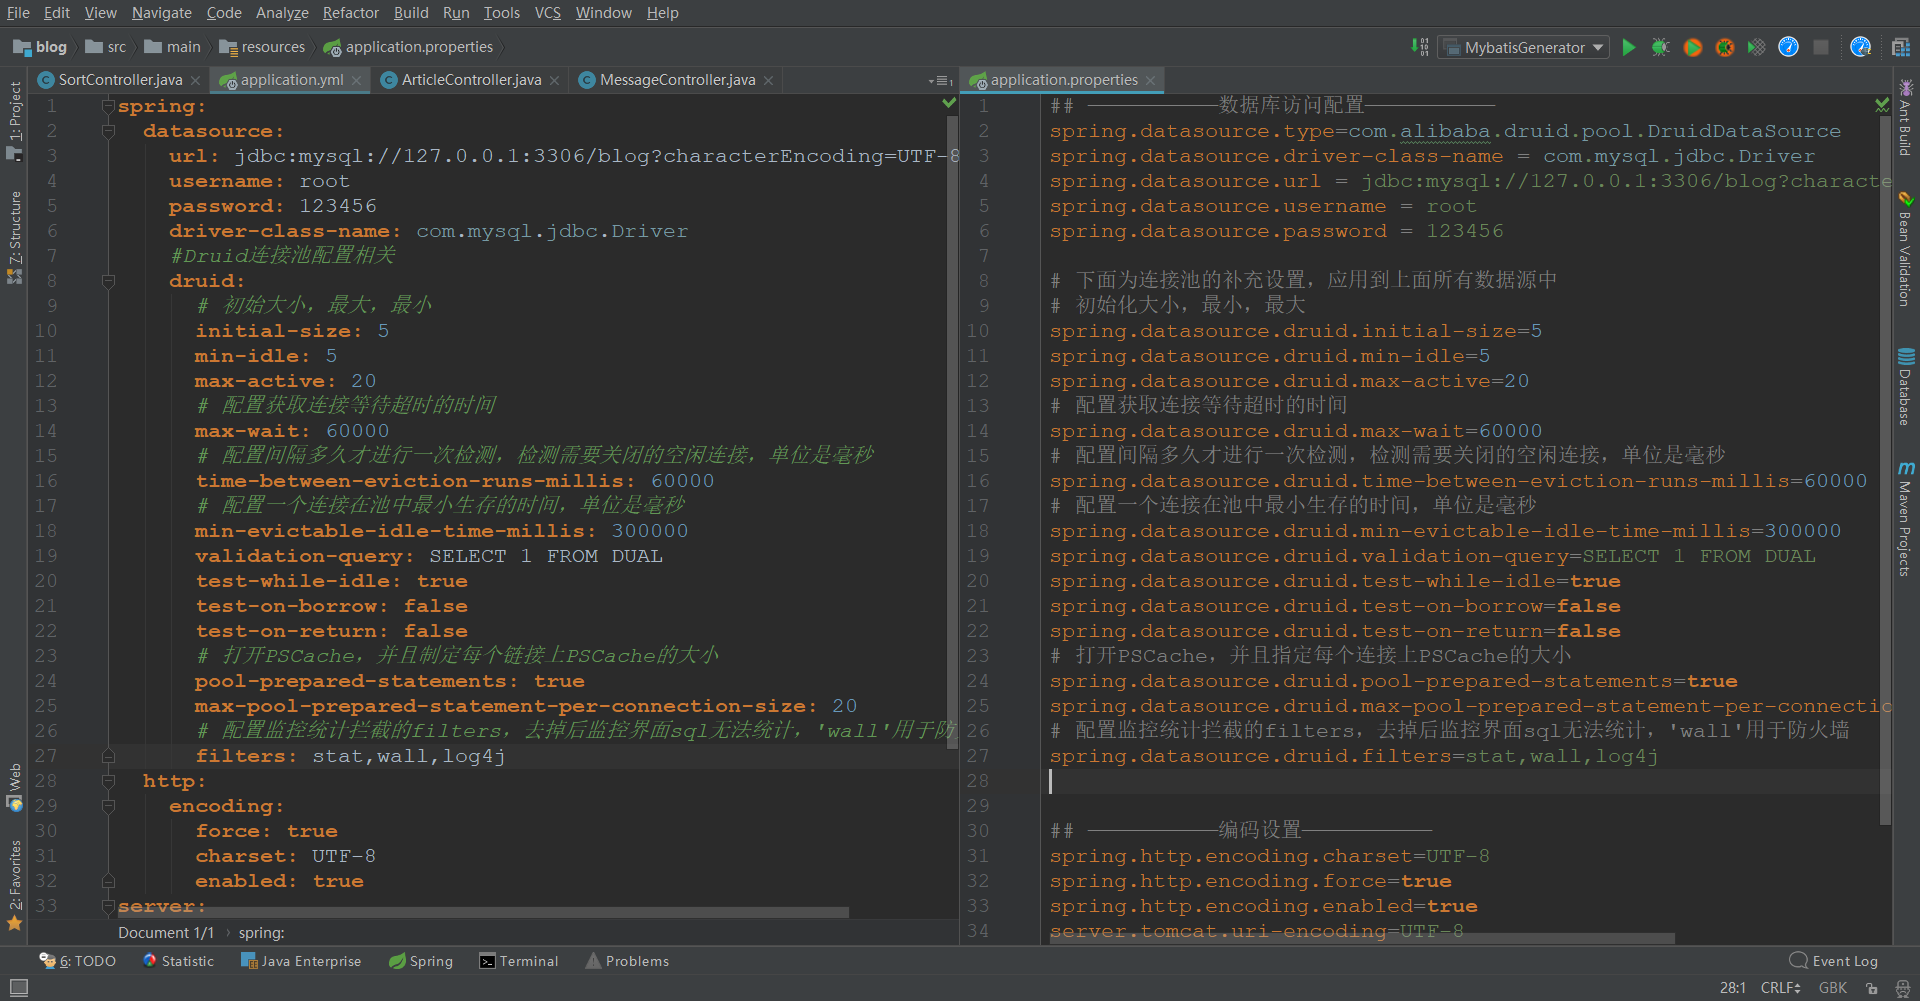 File Edit View Navigate Code Analyze Refactor Build Run Tools VCS Window Help
blog src main resources application.properties MybatisGenerator
SortController.java application.yml ArticleController.java MessageController.java
application.properties
1 spring:
2 datasource:
3 url: jdbc:mysql://127.0.0.1:3306/blog?characterEncoding=UTF-8
4 username: root
5 password: 123456
6 driver-class-name: com.mysql.jdbc.Driver
7 #Druid连接池配置相关
8 druid:
9 # 初始大小，最大，最小
10 initial-size: 5
11 min-idle: 5
12 max-active: 20
13 # 配置获取连接等待超时的时间
14 max-wait: 60000
15 # 配置间隔多久才进行一次检测，检测需要关闭的空闲连接，单位是毫秒
16 time-between-eviction-runs-millis: 60000
17 # 配置一个连接在池中最小生存的时间，单位是毫秒
18 min-evictable-idle-time-millis: 300000
19 validation-query: SELECT 1 FROM DUAL
20 test-while-idle: true
21 test-on-borrow: false
22 test-on-return: false
23 # 打开PSCache，并且制定每个链接上PSCache的大小
24 pool-prepared-statements: true
25 max-pool-prepared-statement-per-connection-size: 20
26 # 配置监控统计拦截的filters，去掉后监控界面sql无法统计，'wall'用于防
27 filters: stat,wall,log4j
28 http:
29 encoding:
30 force: true
31 charset: UTF-8
32 enabled: true
33 server:
Document 1/1 spring:
1 ## ——————————数据库访问配置——————————
2 spring.datasource.type=com.alibaba.druid.pool.DruidDataSource
3 spring.datasource.driver-class-name = com.mysql.jdbc.Driver
4 spring.datasource.url = jdbc:mysql://127.0.0.1:3306/blog?characte
5 spring.datasource.username = root
6 spring.datasource.password = 123456
7
8 # 下面为连接池的补充设置，应用到上面所有数据源中
9 # 初始化大小，最小，最大
10 spring.datasource.druid.initial-size=5
11 spring.datasource.druid.min-idle=5
12 spring.datasource.druid.max-active=20
13 # 配置获取连接等待超时的时间
14 spring.datasource.druid.max-wait=60000
15 # 配置间隔多久才进行一次检测，检测需要关闭的空闲连接，单位是毫秒
16 spring.datasource.druid.time-between-eviction-runs-millis=60000
17 # 配置一个连接在池中最小生存的时间，单位是毫秒
18 spring.datasource.druid.min-evictable-idle-time-millis=300000
19 spring.datasource.druid.validation-query=SELECT 1 FROM DUAL
20 spring.datasource.druid.test-while-idle=true
21 spring.datasource.druid.test-on-borrow=false
22 spring.datasource.druid.test-on-return=false
23 # 打开PSCache，并且指定每个连接上PSCache的大小
24 spring.datasource.druid.pool-prepared-statements=true
25 spring.datasource.druid.max-pool-prepared-statement-per-connectio
26 # 配置监控统计拦截的filters，去掉后监控界面sql无法统计，'wall'用于防火墙
27 spring.datasource.druid.filters=stat,wall,log4j
28
29
30 ## ——————————编码设置——————————
31 spring.http.encoding.charset=UTF-8
32 spring.http.encoding.force=true
33 spring.http.encoding.enabled=true
34 server.tomcat.uri-encoding=UTF-8
1: Project
7: Structure
Web
2: Favorites
Ant Build
Bean Validation
Database
Maven Projects
6: TODO Statistic Java Enterprise Spring Terminal Problems Event Log
28:1 CRLF GBK